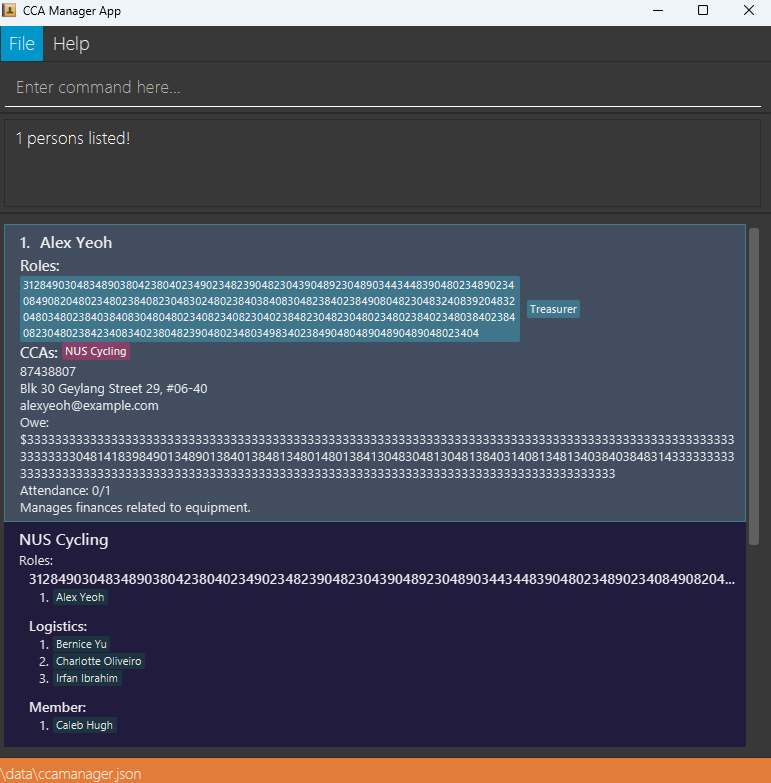 CCA Manager App
File Help
Enter command here...
1 persons listed!
1. Alex Yeoh
Roles:
31284903048348903804238040234902348239048230439048923048903443448390480234890234
Treasurer
08230480238423408340238048239048023480349834023849048048904890489048023404
CCAs: NUS Cycling
87438807
Blk 30 Geylang Street 29, #06-40
alexyeoh@example.com
Owe:
Attendance: 0/1
Manages finances related to equipment.
NUS Cycling
Roles:
31284903048348903804238040234902348239048230439048923048903443448390480234890234084908204...
1. Alex Yeoh
Logistics:
1. Bernice Yu
2. Charlotte Oliveiro
3. Irfan Ibrahim
Member:
1. Caleb Hugh
\data\ccamanager.json